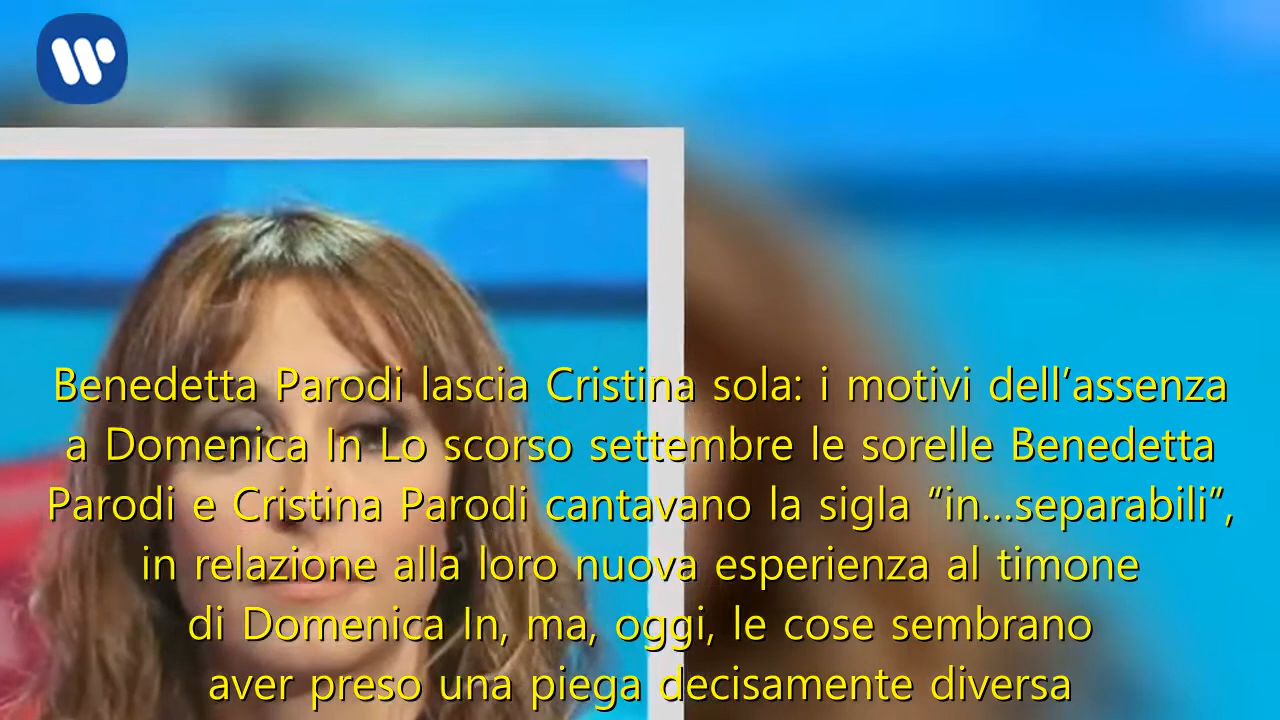 Benedetta Parodi lascia Cristina sola: i motivi dell’assenza
a Domenica In Lo scorso settembre le sorelle Benedetta
Parodi e Cristina Parodi cantavano la sigla “in...separabili”,
in relazione alla loro nuova esperienza al timone
di Domenica In, ma, oggi, le cose sembrano
aver preso una piega decisamente diversa